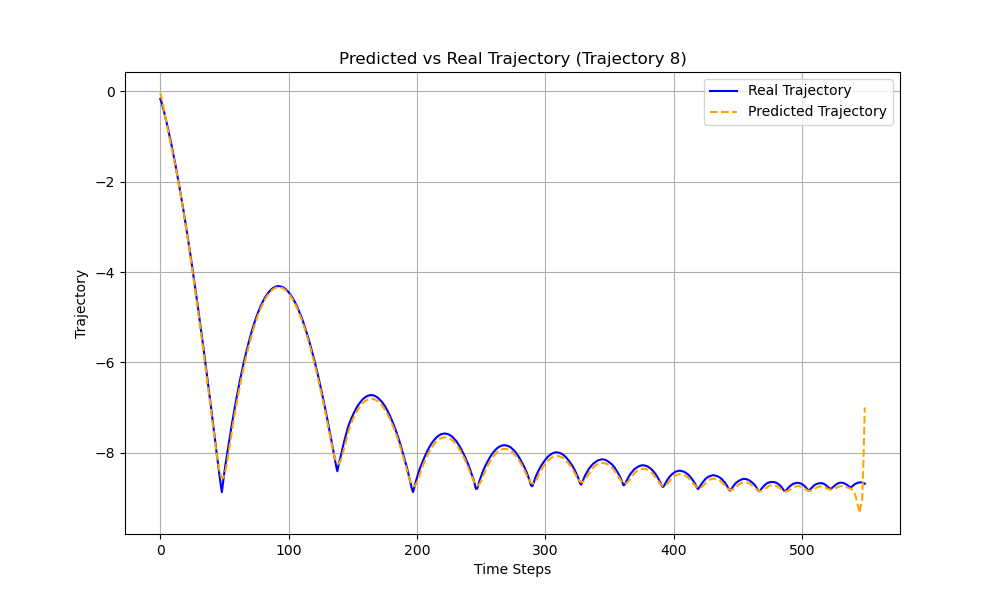 Predicted vs Real Trajectory (Trajectory 8)
Real Trajectory
Predicted Trajectory
0
−2
−4
−6
−8
Trajectory
0 100 200 300 400 500
Time Steps